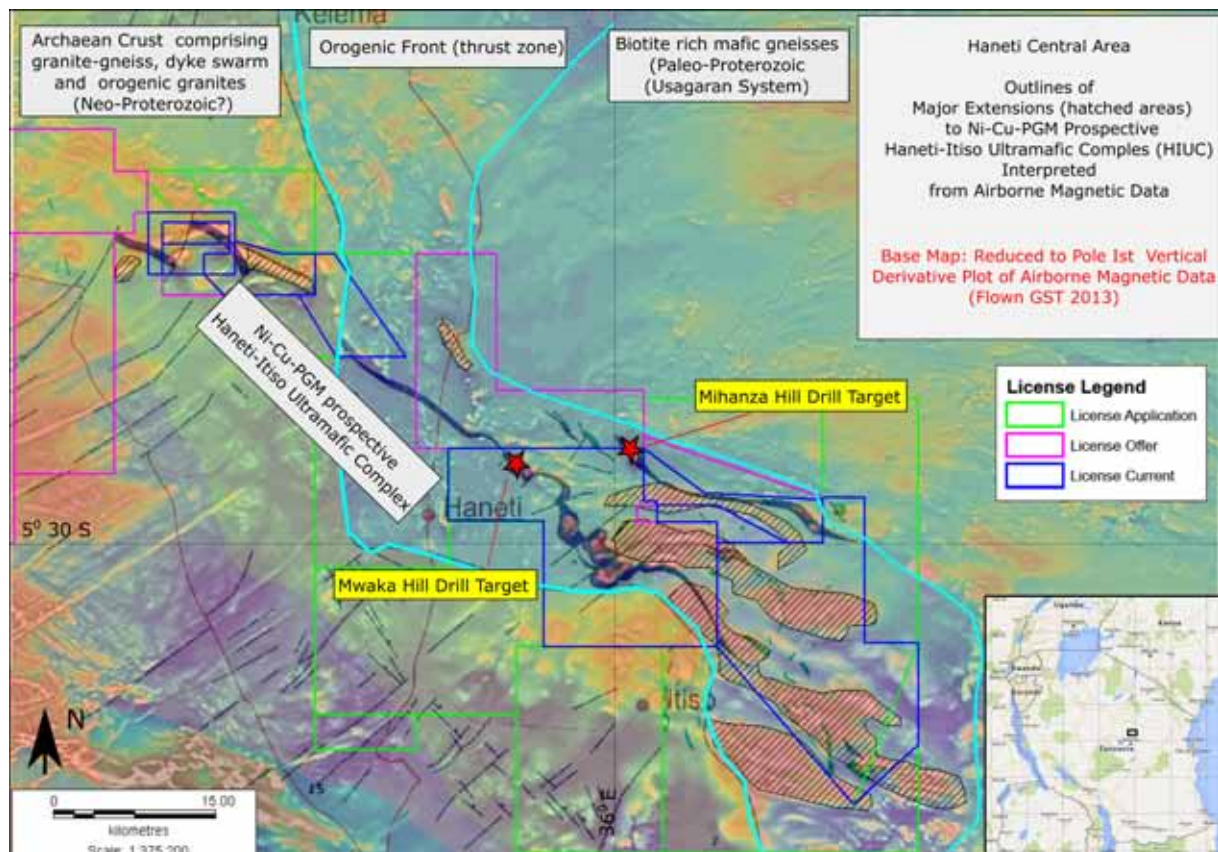 Kelema
Archaean Crust comprising
granite-gneiss, dyke swarm
and orogenic granites
(Neo-Proterozoic?)
Orogenic Front (thrust zone)
Biotite rich mafic gneisses
(Paleo-Proterozoic
(Usagaran System)
Haneti Central Area
Outlines of
Major Extensions (hatched areas)
to Ni-Cu-PGM Prospective
Haneti-Itiso Ultramafic Comples (HIUC)
Interpreted
from Airborne Magnetic Data
Base Map: Reduced to Pole Ist Vertical
Derivative Plot of Airborne Magnetic Data
(Flown GST 2013)
Ni-Cu-PGM prospective
Haneti-Itiso Ultramafic Complex
License Legend
License Application
License Offer
License Current
Mihanza Hill Drill Target
Haneti
5⁰ 30 S
Mwaka Hill Drill Target
Itiso
N
36⁰ E
0 15.00
kilometres
Scale: 1:375,200
Uganda
Kenya
Tanzania